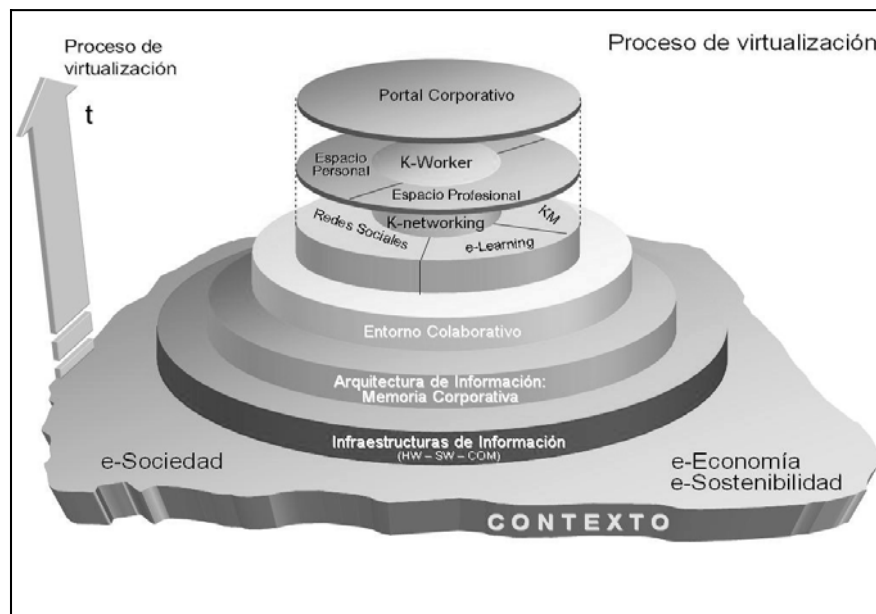 Proceso de
virtualización
t
Proceso de virtualización
Portal Corporativo
Espacio
Personal
K-Worker
Espacio Profesional
Redes Sociales
K-networking
KM
e-Learning
Entorno Colaborativo
Arquitectura de Información:
Memoria Corporativa
Infraestructuras de Información
(HW – SW – COM)
e-Sociedad
e-Economía
e-Sostenibilidad
CONTEXTO